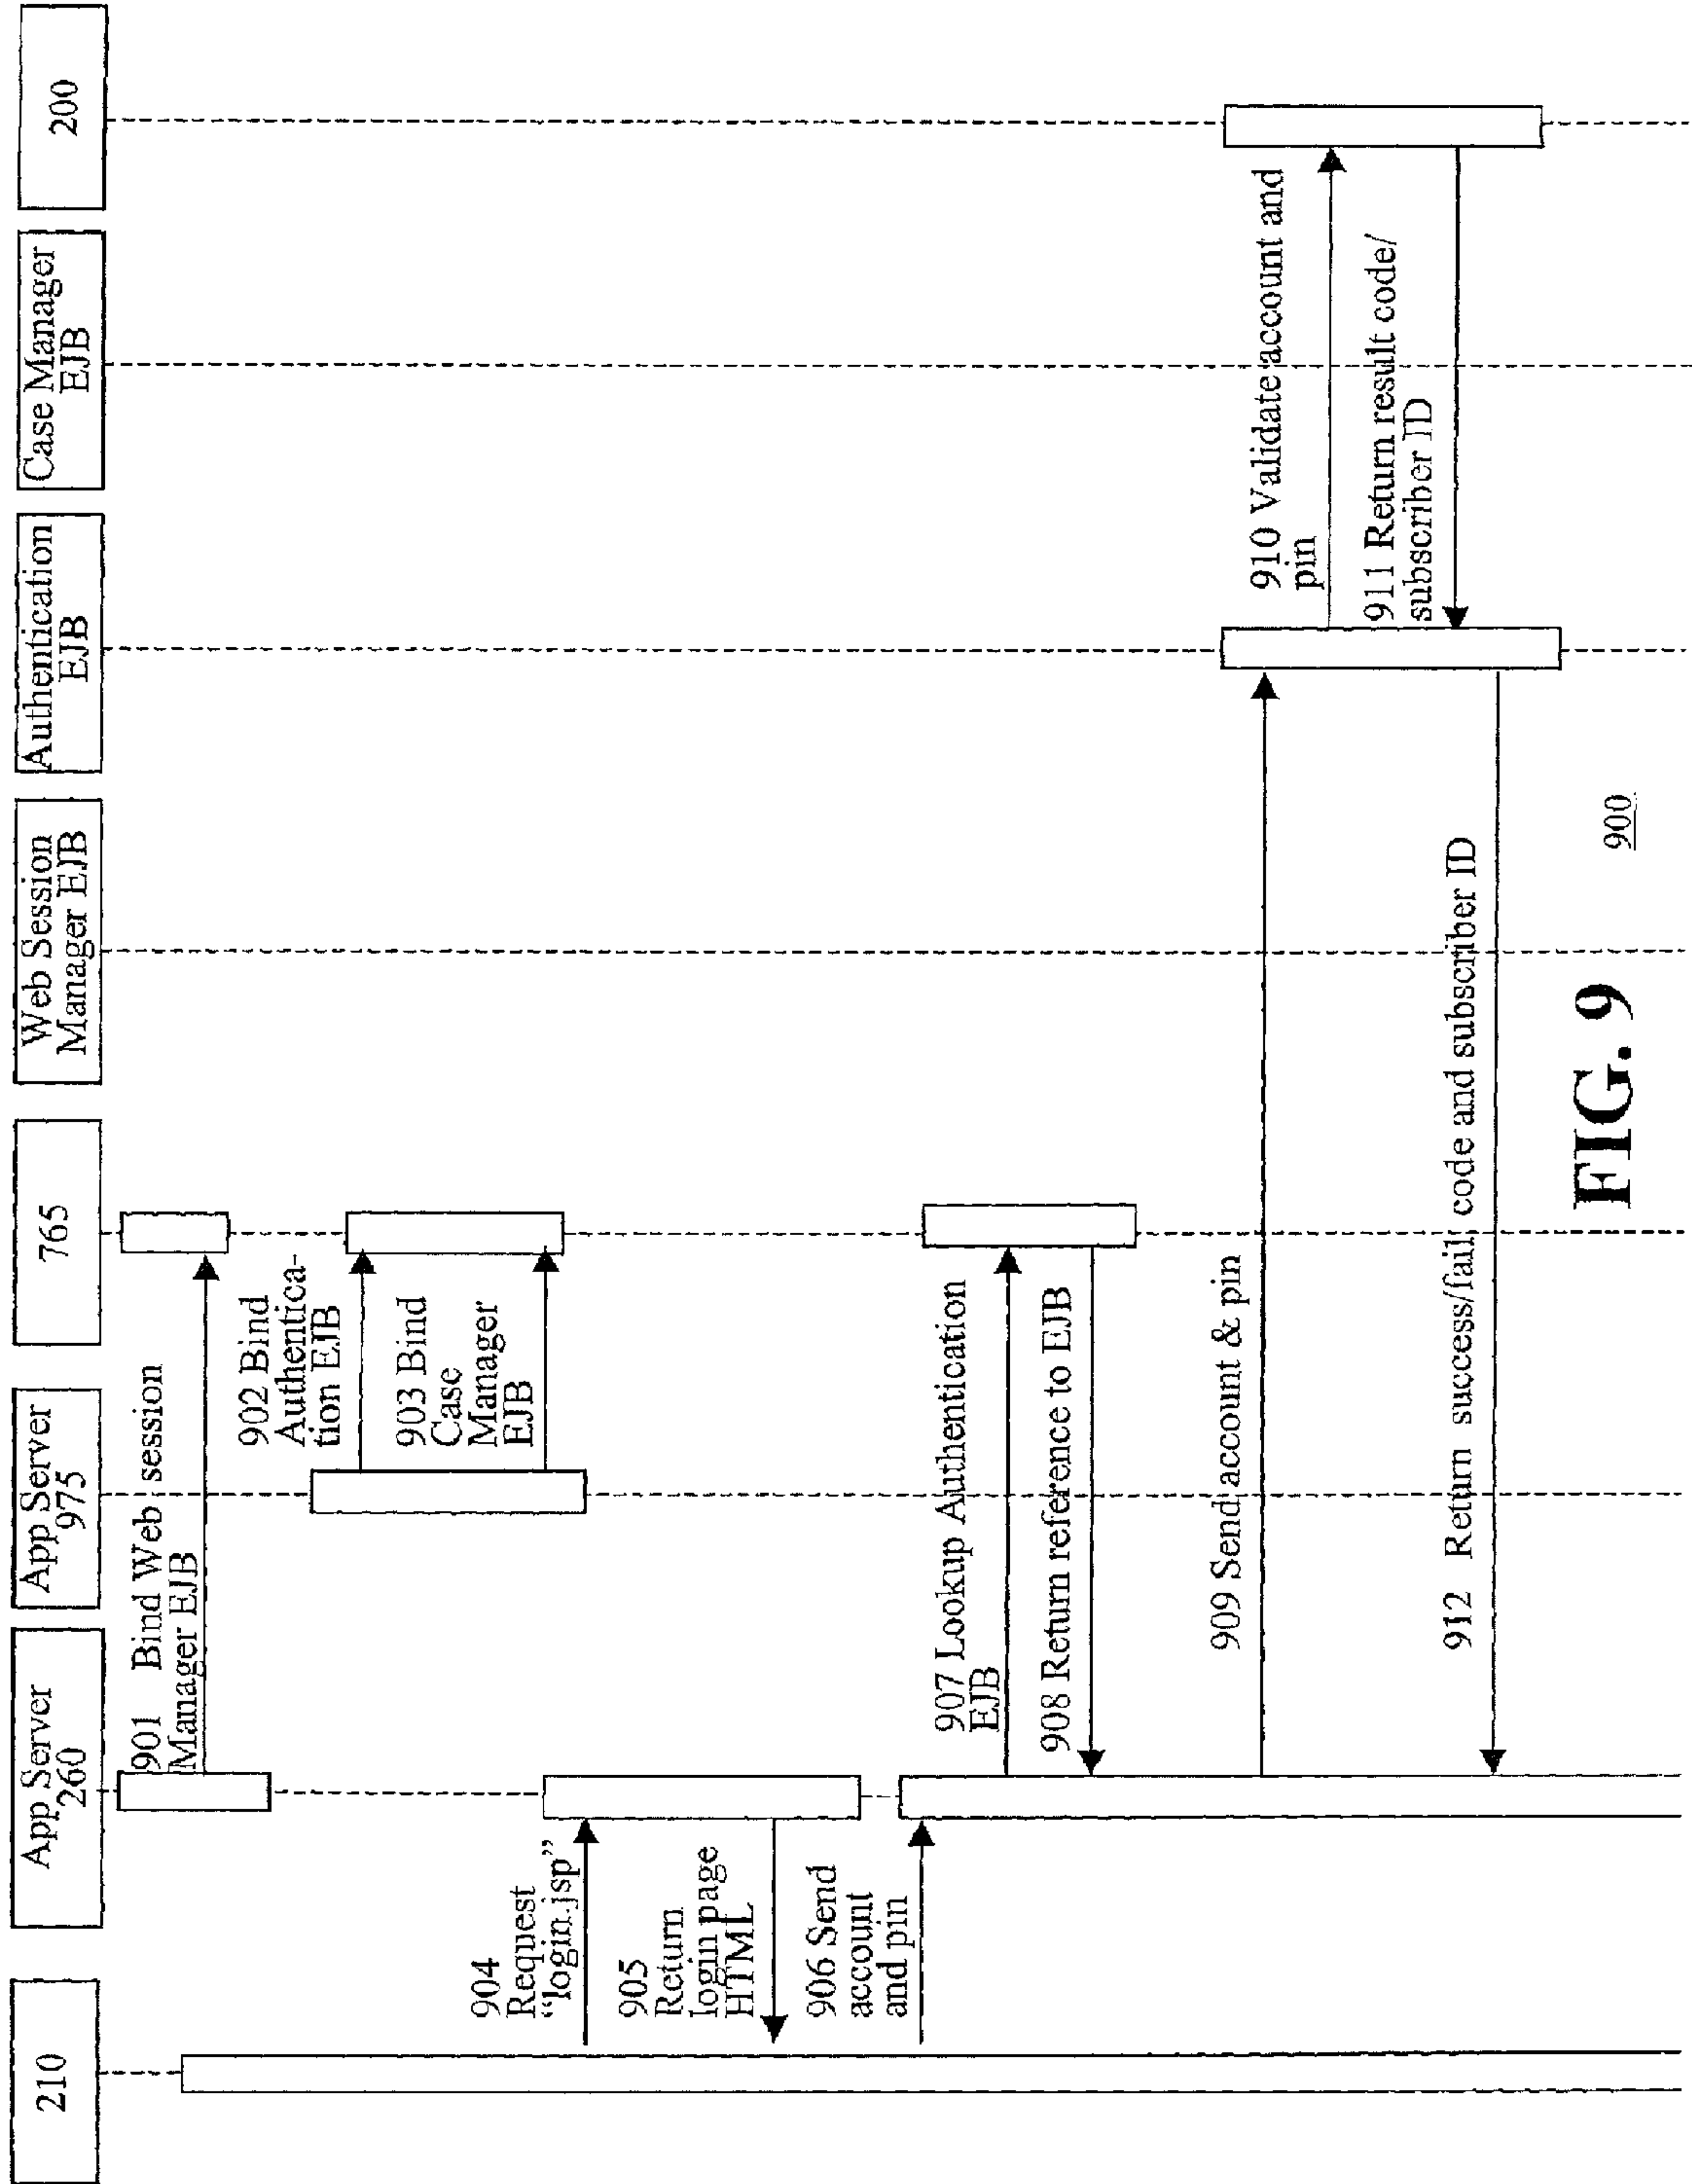 210
App Server
260
App Server
975
765
Web Session
Manager EJB
Authentication
EJB
Case Manager
EJB
200
901 Bind Web session
Manager EJB
902 Bind
Authentica-
tion EJB
903 Bind
Case
Manager
EJB
904
Request
“login.jsp”
905
Return
login page
HTML
906 Send
account
and pin
907 Lookup Authentication
EJB
908 Return reference to EJB
909 Send account & pin
910 Validate account and
pin
911 Return result code/
subscriber ID
912 Return success/fail code and subscriber ID
900
FIG. 9